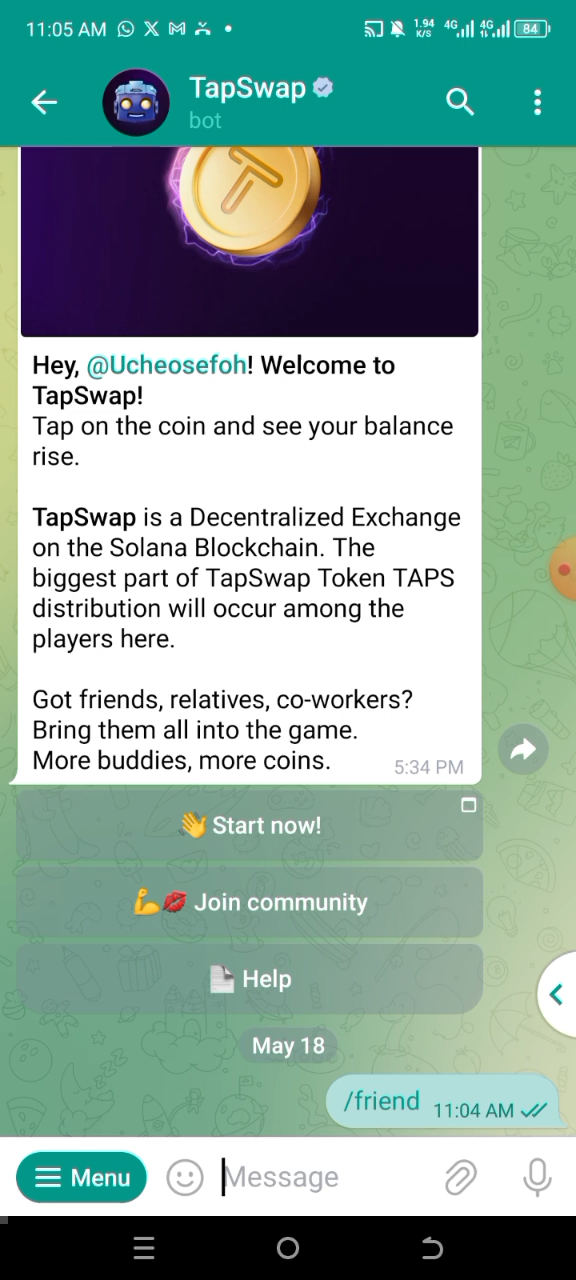 11:05 AM
1.94 K/S 4G 4G 84
TapSwap
bot
T
Hey, @Ucheosefoh! Welcome to
TapSwap!
Tap on the coin and see your balance
rise.
TapSwap is a Decentralized Exchange
on the Solana Blockchain. The
biggest part of TapSwap Token TAPS
distribution will occur among the
players here.
Got friends, relatives, co-workers?
Bring them all into the game.
More buddies, more coins.
5:34 PM
👋 Start now!
💪💋 Join community
📄 Help
May 18
/friend 11:04 AM
Menu
Message